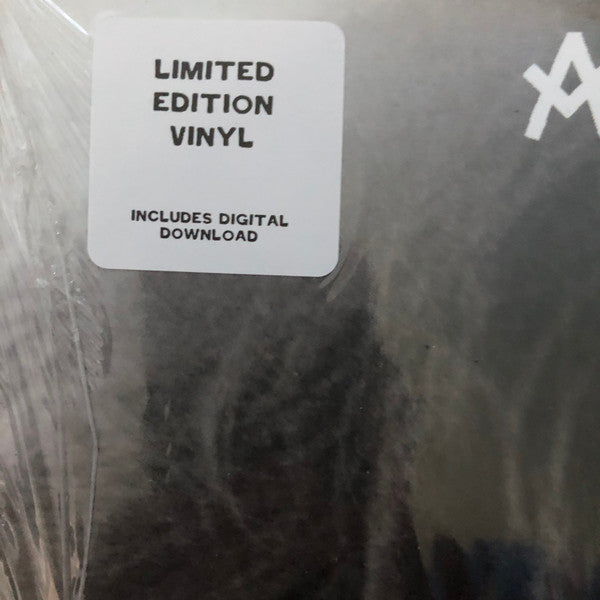 LIMITED
EDITION
VINYL
INCLUDES DIGITAL
DOWNLOAD
A